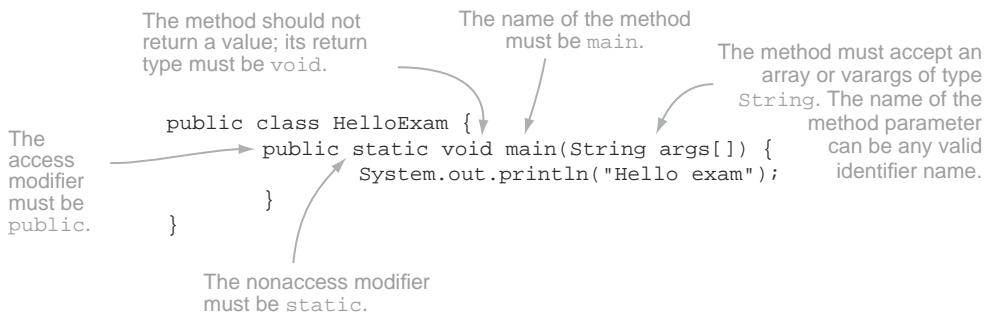 The method should not
return a value; its return
type must be void.
The name of the method
must be main.
The method must accept an
array or varargs of type
String. The name of the
method parameter
can be any valid
identifier name.
The
access
modifier
must be
public.
public class HelloExam {
public static void main(String args[]) {
System.out.println("Hello exam");
}
}
The nonaccess modifier
must be static.